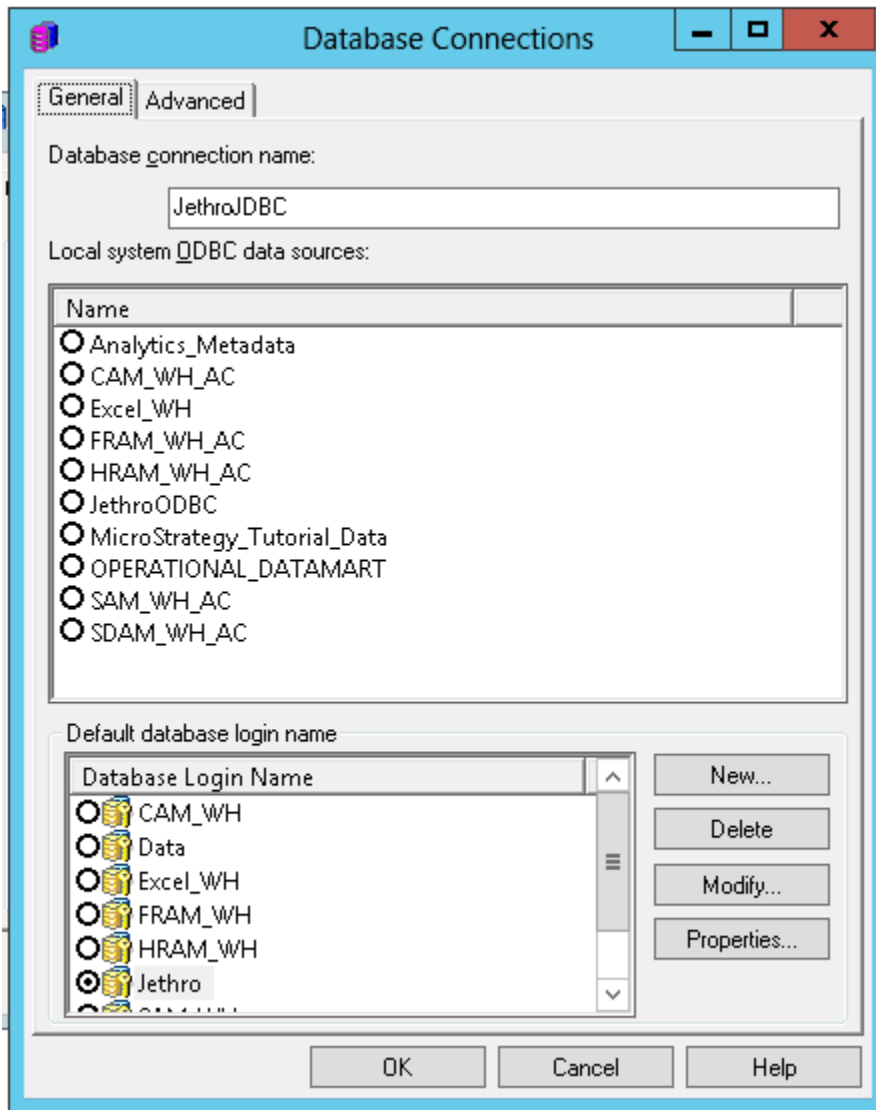 Database Connections
General
Advanced
Database connection name:
JethroJDBC
Local system ODBC data sources:
Name
Analytics_Metadata
CAM_WH_AC
Excel_WH
FRAM_WH_AC
HRAM_WH_AC
JethroODBC
MicroStrategy_Tutorial_Data
OPERATIONAL_DATAMART
SAM_WH_AC
SDAM_WH_AC
Default database login name
Database Login Name
CAM_WH
Data
Excel_WH
FRAM_WH
HRAM_WH
Jethro
New...
Delete
Modify...
Properties...
OK
Cancel
Help